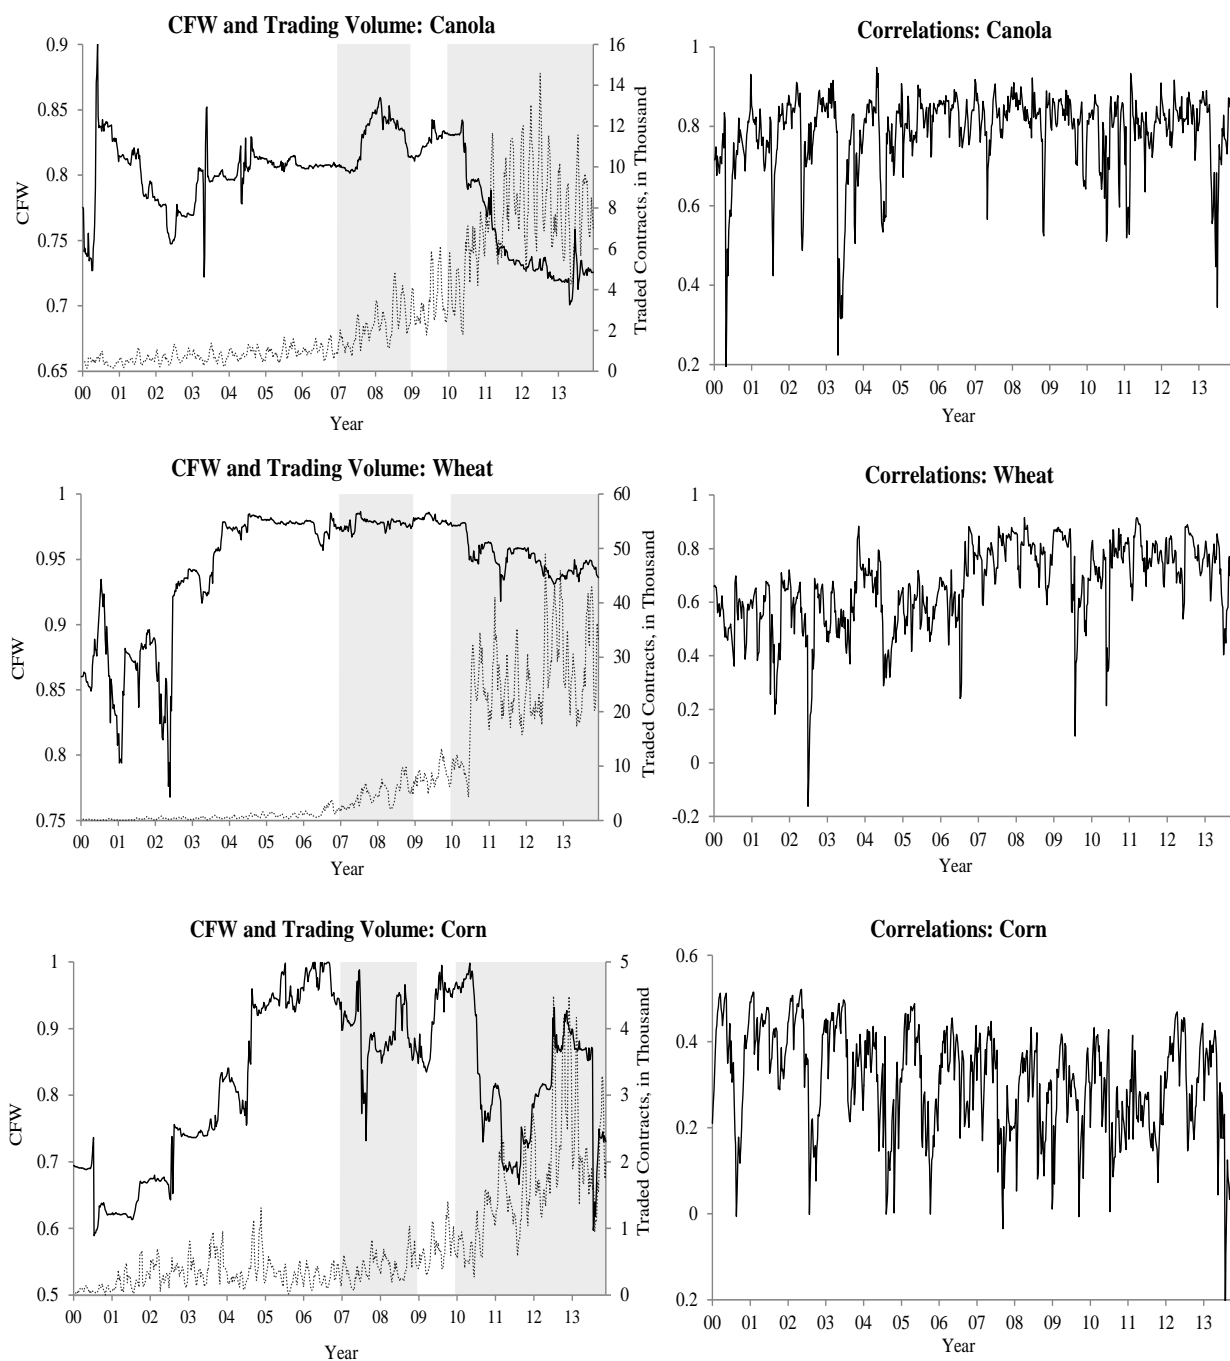 CFW and Trading Volume: Canola
0.9
0.85
0.8
0.75
0.7
0.65
CFW
16
14
12
10
8
6
4
2
0
Traded Contracts, in Thousand
00 01 02 03 04 05 06 07 08 09 10 11 12 13
Year
Correlations: Canola
1
0.8
0.6
0.4
0.2
00 01 02 03 04 05 06 07 08 09 10 11 12 13
Year
CFW and Trading Volume: Wheat
1
0.95
0.9
0.85
0.8
0.75
CFW
60
50
40
30
20
10
0
Traded Contracts, in Thousand
00 01 02 03 04 05 06 07 08 09 10 11 12 13
Year
Correlations: Wheat
1
0.8
0.6
0.4
0.2
0
-0.2
00 01 02 03 04 05 06 07 08 09 10 11 12 13
Year
CFW and Trading Volume: Corn
1
0.9
0.8
0.7
0.6
0.5
CFW
5
4
3
2
1
0
Traded Contracts, in Thousand
00 01 02 03 04 05 06 07 08 09 10 11 12 13
Year
Correlations: Corn
0.6
0.4
0.2
0
0.2
00 01 02 03 04 05 06 07 08 09 10 11 12 13
Year